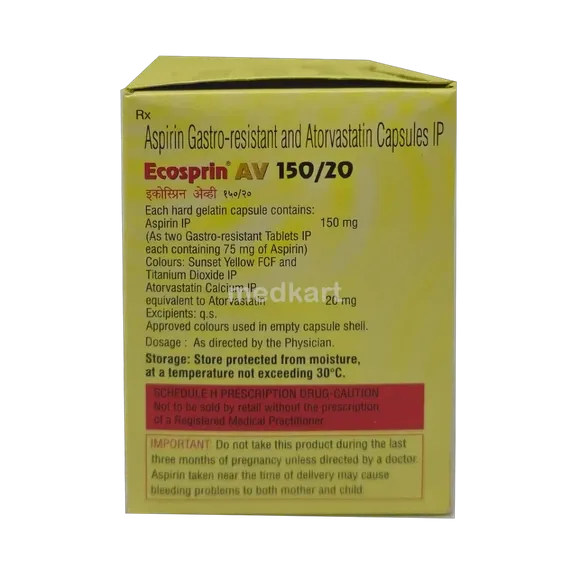 Rx
Aspirin Gastro-resistant and Atorvastatin Capsules IP
Ecosprin® AV 150/20
इकोस्प्रिन अेव्ही १५०/२०
Each hard gelatin capsule contains:
Aspirin IP 150 mg
(As two Gastro-resistant Tablets IP
each containing 75 mg of Aspirin)
Colours: Sunset Yellow FCF and
Titanium Dioxide IP
Atorvastatin Calcium IP
equivalent to Atorvastatin 20 mg
medkart
Excipients: q.s.
Approved colours used in empty capsule shell.
Dosage : As directed by the Physician.
Storage: Store protected from moisture,
at a temperature not exceeding 30°C.
SCHEDULE H PRESCRIPTION DRUG-CAUTION
Not to be sold by retail without the prescription
of a Registered Medical Practitioner
IMPORTANT: Do not take this product during the last
three months of pregnancy unless directed by a doctor.
Aspirin taken near the time of delivery may cause
bleeding problems to both mother and child